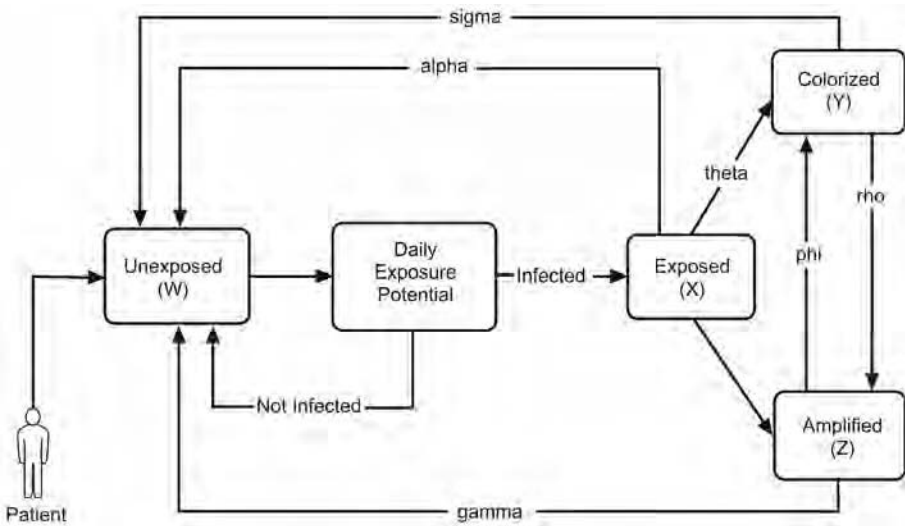 sigma
alpha
Colorized
(Y)
theta
rho
phi
Unexposed
(W)
Daily
Exposure
Potential
Infected
Exposed
(X)
Not Infected
Amplified
(Z)
Patient
gamma